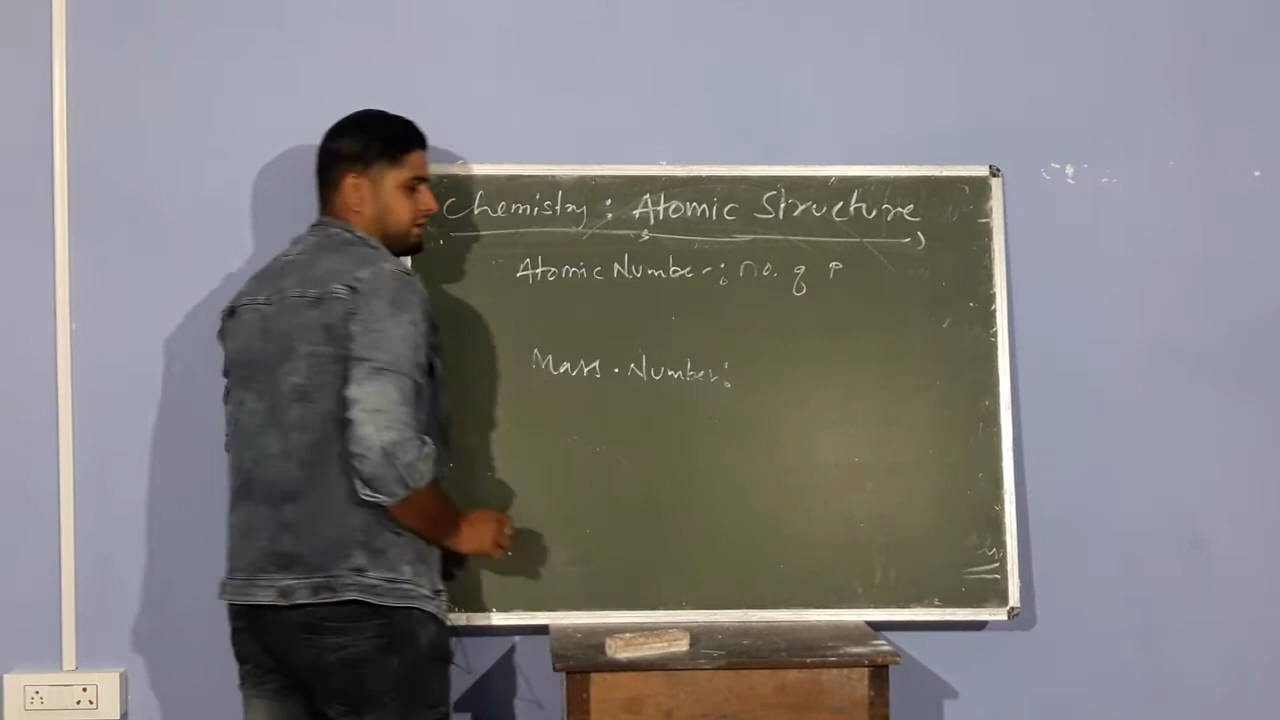 Chemistry: Atomic Structure
Atomic Number: no. of P
Mass. Number: